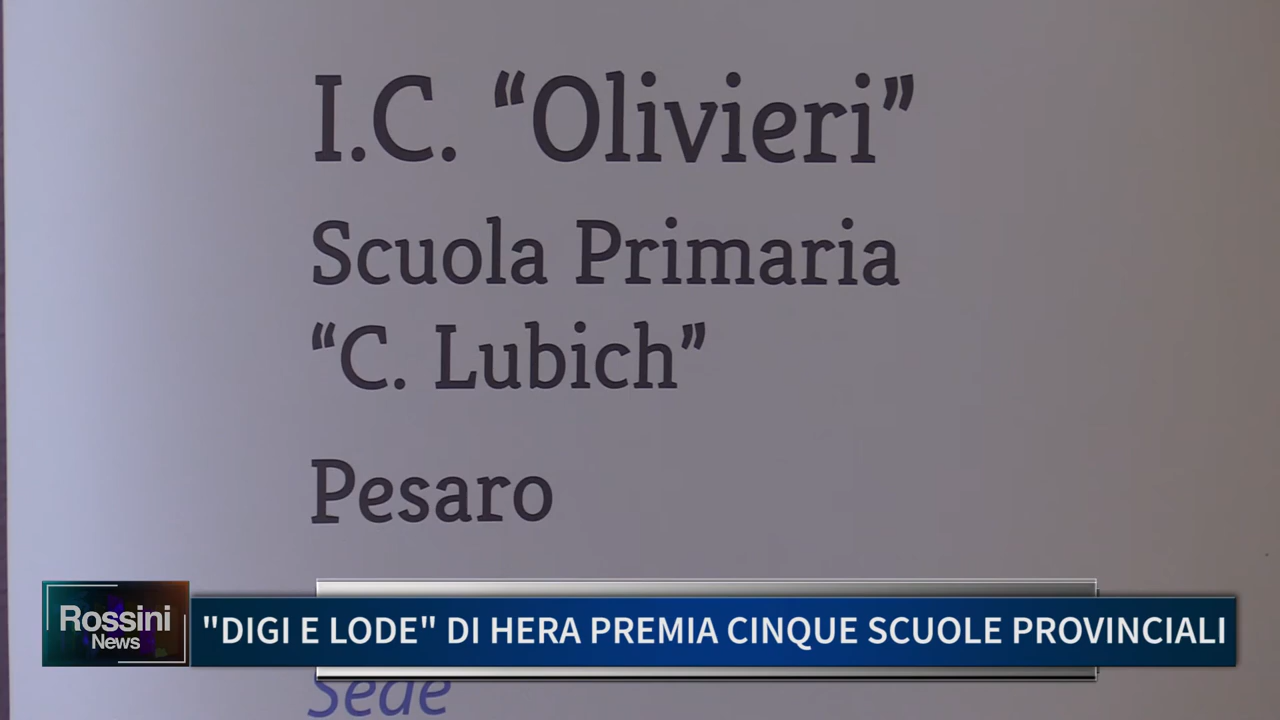 I.C. “Olivieri”
Scuola Primaria
“C. Lubich”
Pesaro
Rossini
News
"DIGI E LODE" DI HERA PREMIA CINQUE SCUOLE PROVINCIALI
Sede